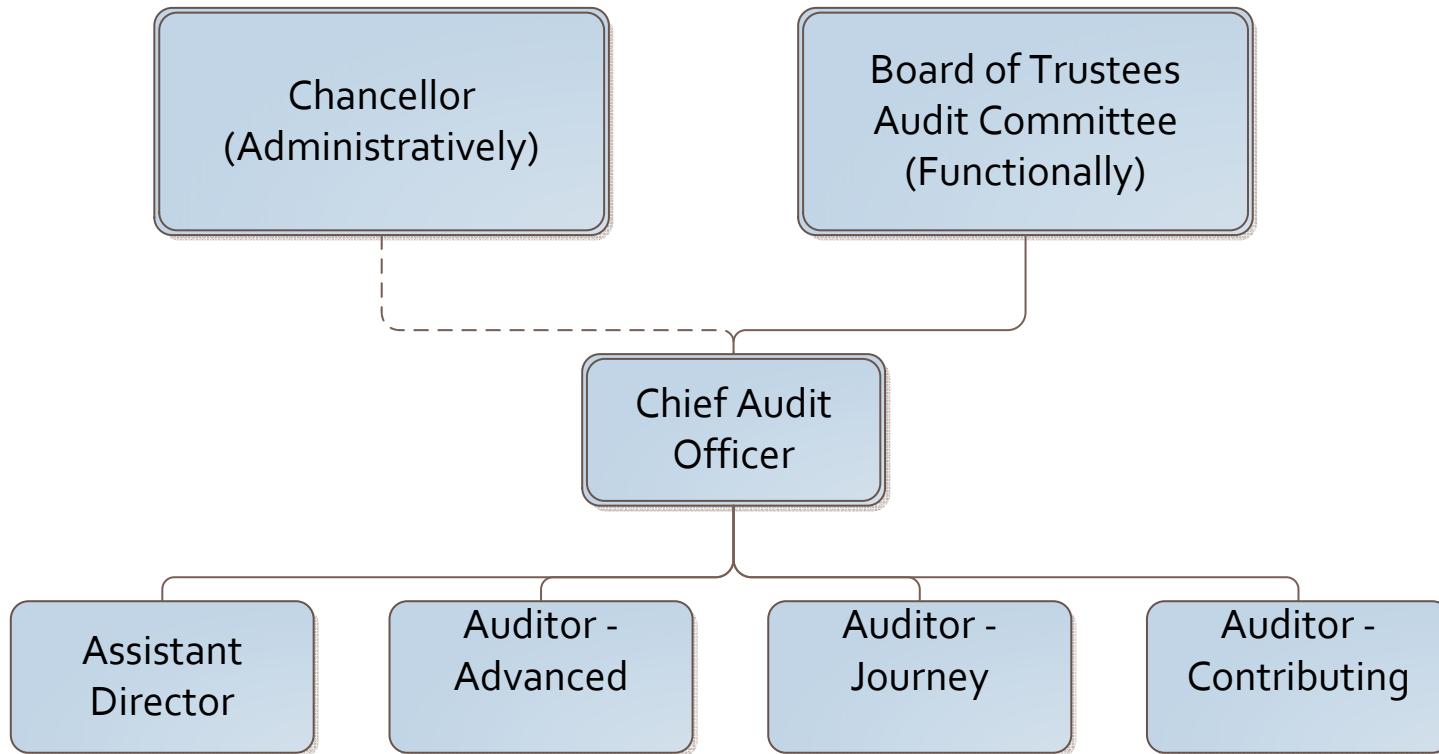 Chancellor
(Administratively)
Board of Trustees
Audit Committee
(Functionally)
Chief Audit
Officer
Assistant
Director
Auditor -
Advanced
Auditor -
Journey
Auditor -
Contributing